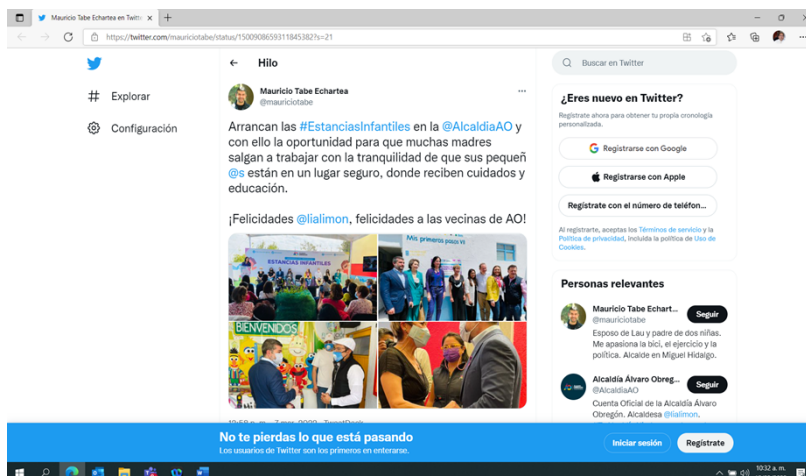 Mauricio Tabe Echartea en Twitt
https://twitter.com/mauriciotabe/status/1500908659311845382?s=21
Explorar
Configuración
Hilo
Mauricio Tabe Echartea
@mauriciotabe
Arrancan las #EstanciasInfantiles en la @AlcaldiaAO y
con ello la oportunidad para que muchas madres
salgan a trabajar con la tranquilidad de que sus pequeñ
@s están en un lugar seguro, donde reciben cuidados y
educación.
¡Felicidades @lialimon, felicidades a las vecinas de AO!
ESTANCIAS INFANTILES
Mis primeros pasos VII
BIENVENIDOS
Buscar en Twitter
¿Eres nuevo en Twitter?
Regístrate ahora para obtener tu propia cronología
personalizada.
Registrarse con Google
Registrarse con Apple
Regístrate con el número de teléfon...
Al registrarte, aceptas los Términos de servicio y la
Política de privacidad, incluida la política de Uso de
Cookies.
Personas relevantes
Mauricio Tabe Echart...
@mauriciotabe
Seguir
Esposo de Lau y padre de dos niñas.
Me apasiona la bici, el ejercicio y la
política. Alcalde en Miguel Hidalgo.
Alcaldía Álvaro Obreg...
@AlcaldiaAO
Seguir
Cuenta Oficial de la Alcaldía Álvaro
Obregón. Alcaldesa @lialimon.
No te pierdas lo que está pasando
Los usuarios de Twitter son los primeros en enterarse.
Iniciar sesión
Regístrate
10:32 a. m.